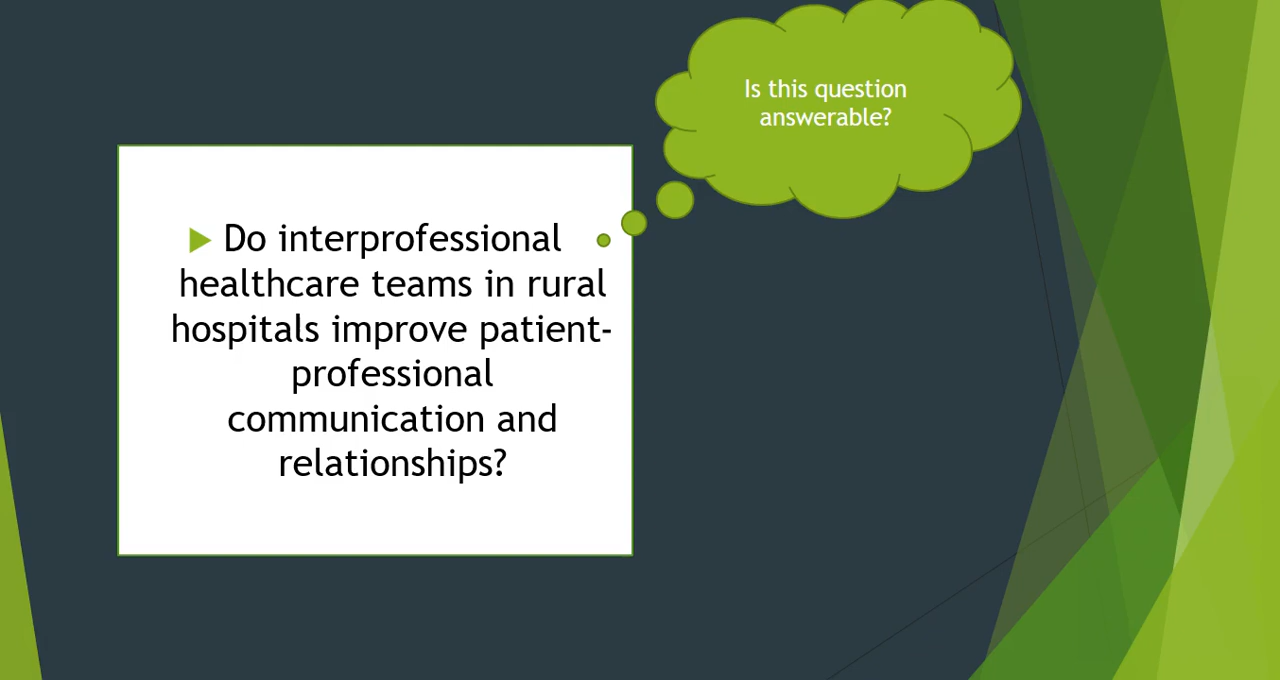 Is this question
answerable?
Do interprofessional
healthcare teams in rural
hospitals improve patient-
professional
communication and
relationships?